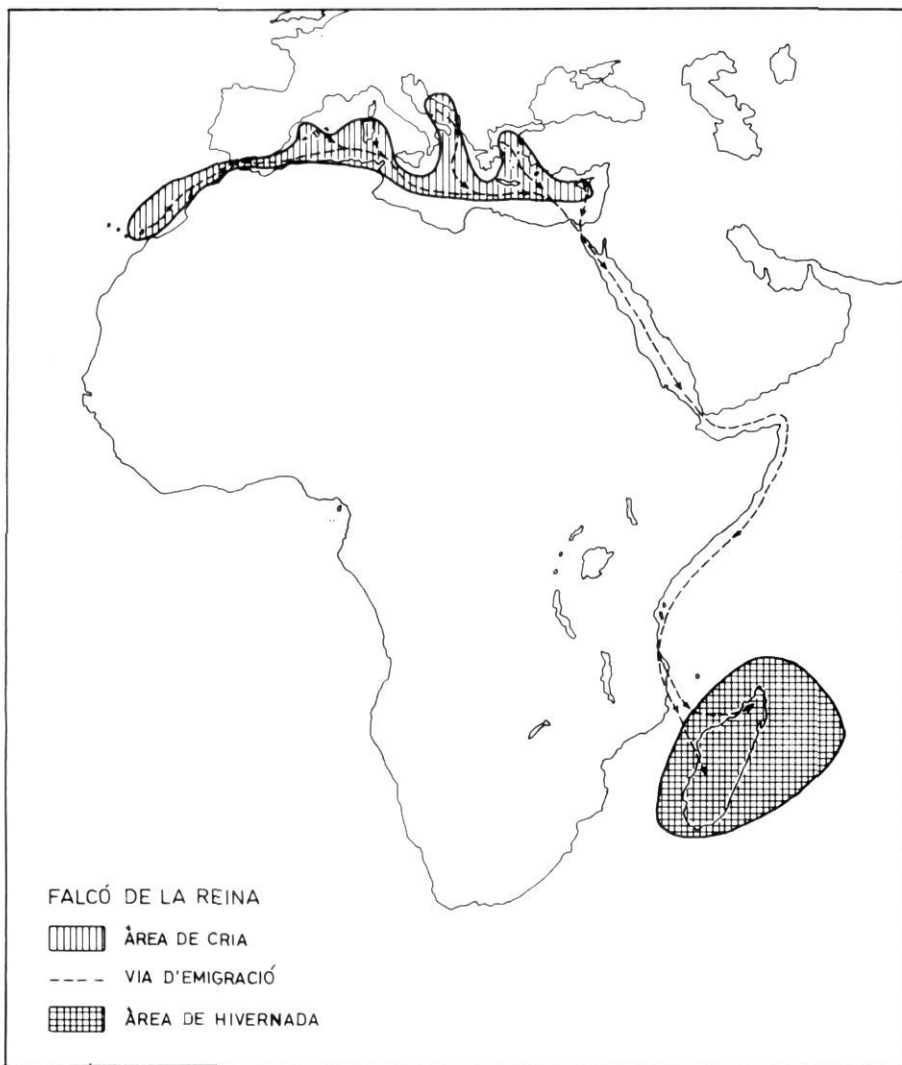 FALCÓ DE LA REINA
ÀREA DE CRIA
VIA D'EMIGRACIÓ
ÀREA DE HIVERNADA